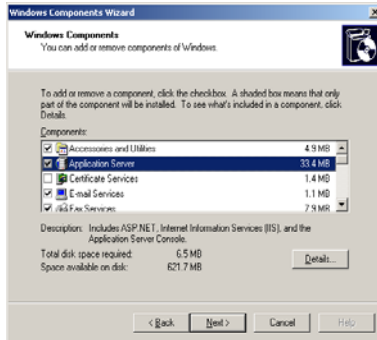 Windows Components Wizard
Windows Components
You can add or remove components of Windows.
To add or remove a component, click the checkbox. A shaded box means that only
part of the component will be installed. To see what's included in a component, click
Details.
Components:
Accessories and Utilities 4.9 MB
Application Server 33.4 MB
Certificate Services 1.4 MB
E-mail Services 1.1 MB
Fax Services 7.9 MB
Description: Includes ASP.NET, Internet Information Services (IIS), and the
Application Server Console.
Total disk space required: 6.5 MB
Space available on disk: 621.7 MB
Details...
< Back Next > Cancel Help